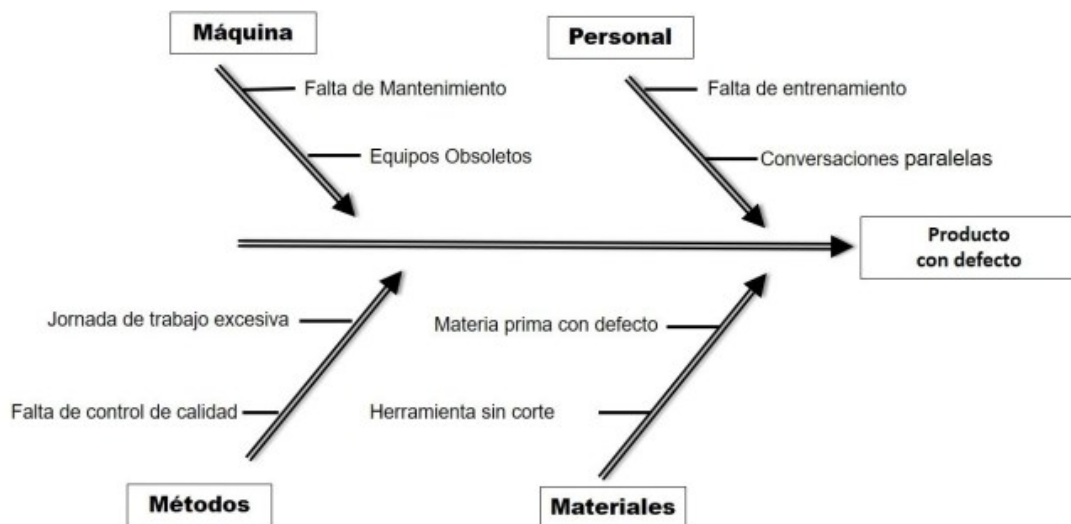 Máquina
Personal
Falta de Mantenimiento
Falta de entrenamiento
Equipos Obsoletos
Conversaciones paralelas
Producto
con defecto
Jornada de trabajo excesiva
Materia prima con defecto
Falta de control de calidad
Herramienta sin corte
Métodos
Materiales